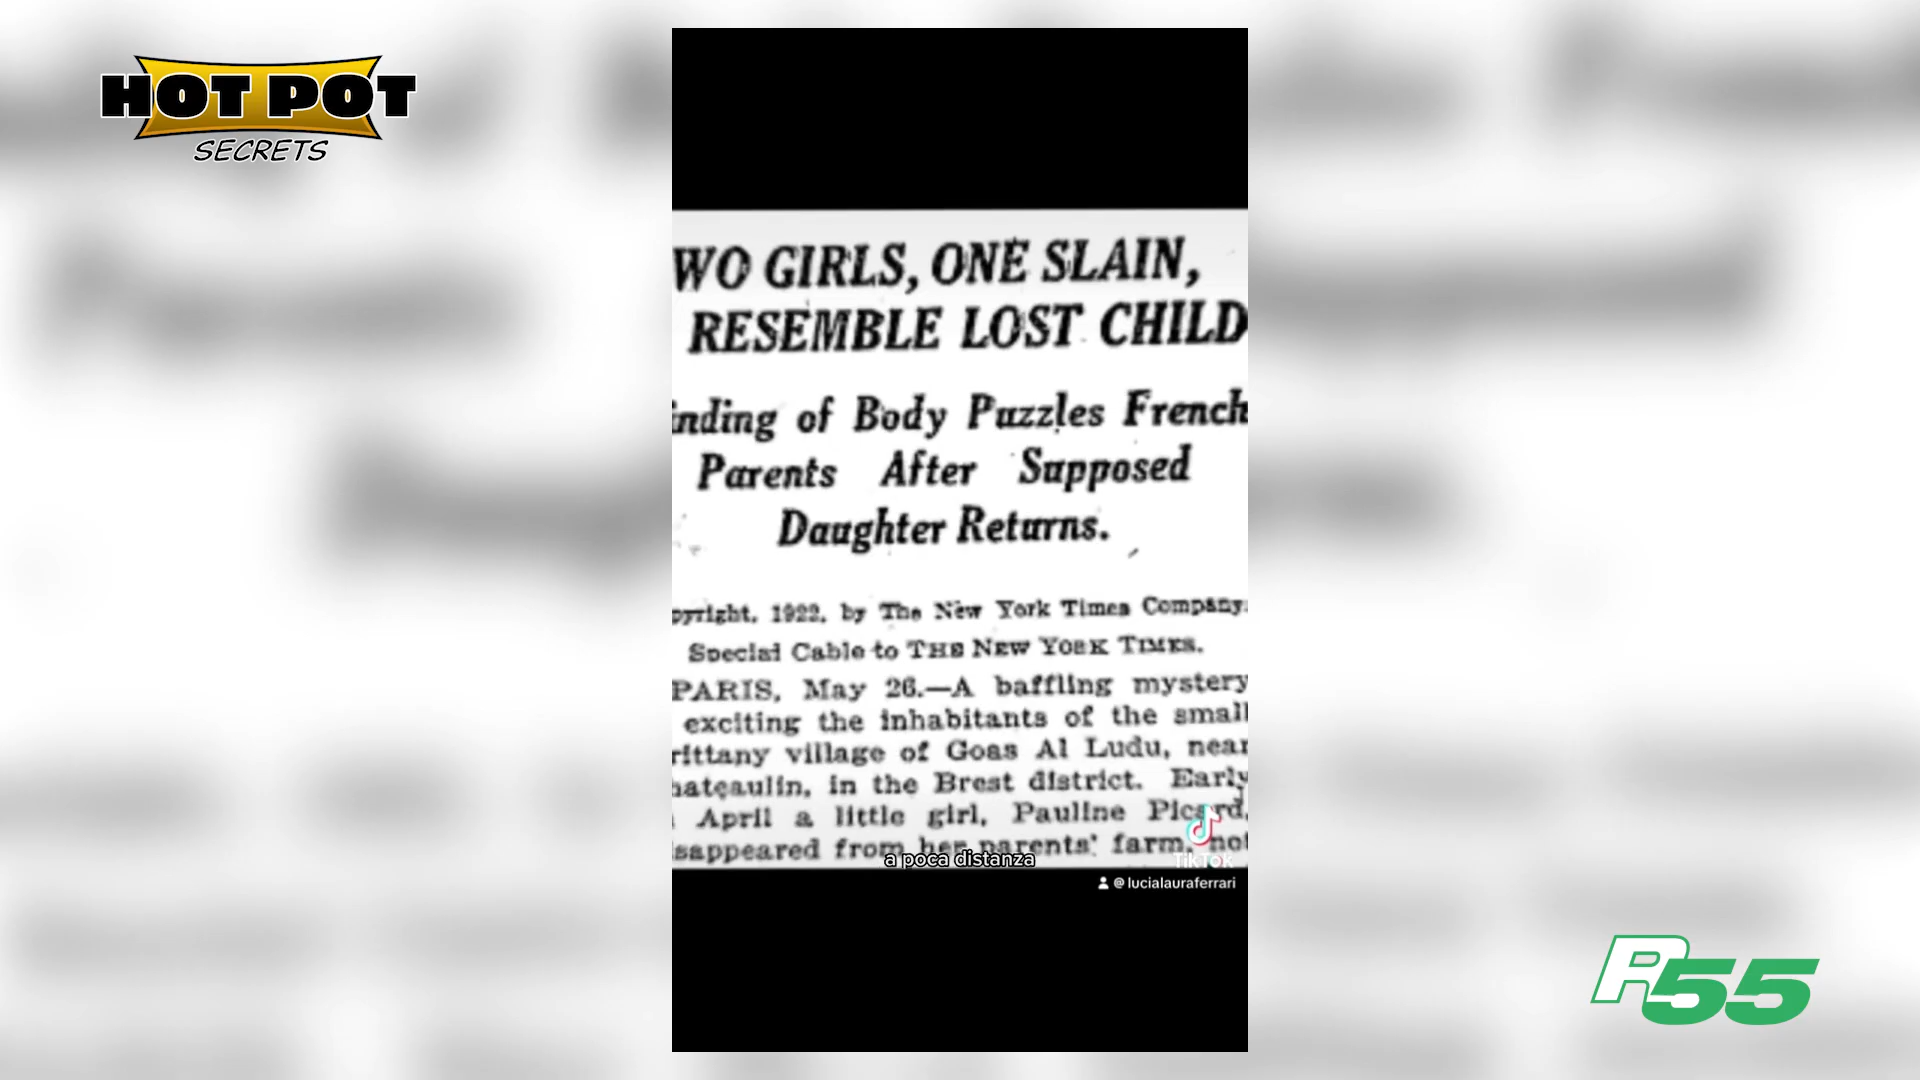 HOT POT
SECRETS
WO GIRLS, ONE SLAIN,
RESEMBLE LOST CHILD
inding of Body Puzzles French
Parents After Supposed
Daughter Returns.
opyright, 1922, by The New York Times Company.
Special Cable to THE NEW YORK TIMES.
PARIS, May 26.—A baffling mystery
exciting the inhabitants of the small
rittany village of Goas Al Ludu, near
hateaulin, in the Brest district. Early
April a little girl, Pauline Picard,
isappeared from her parents' farm, not
a poca distanza
TikTok
@lucialauraferrari
R55